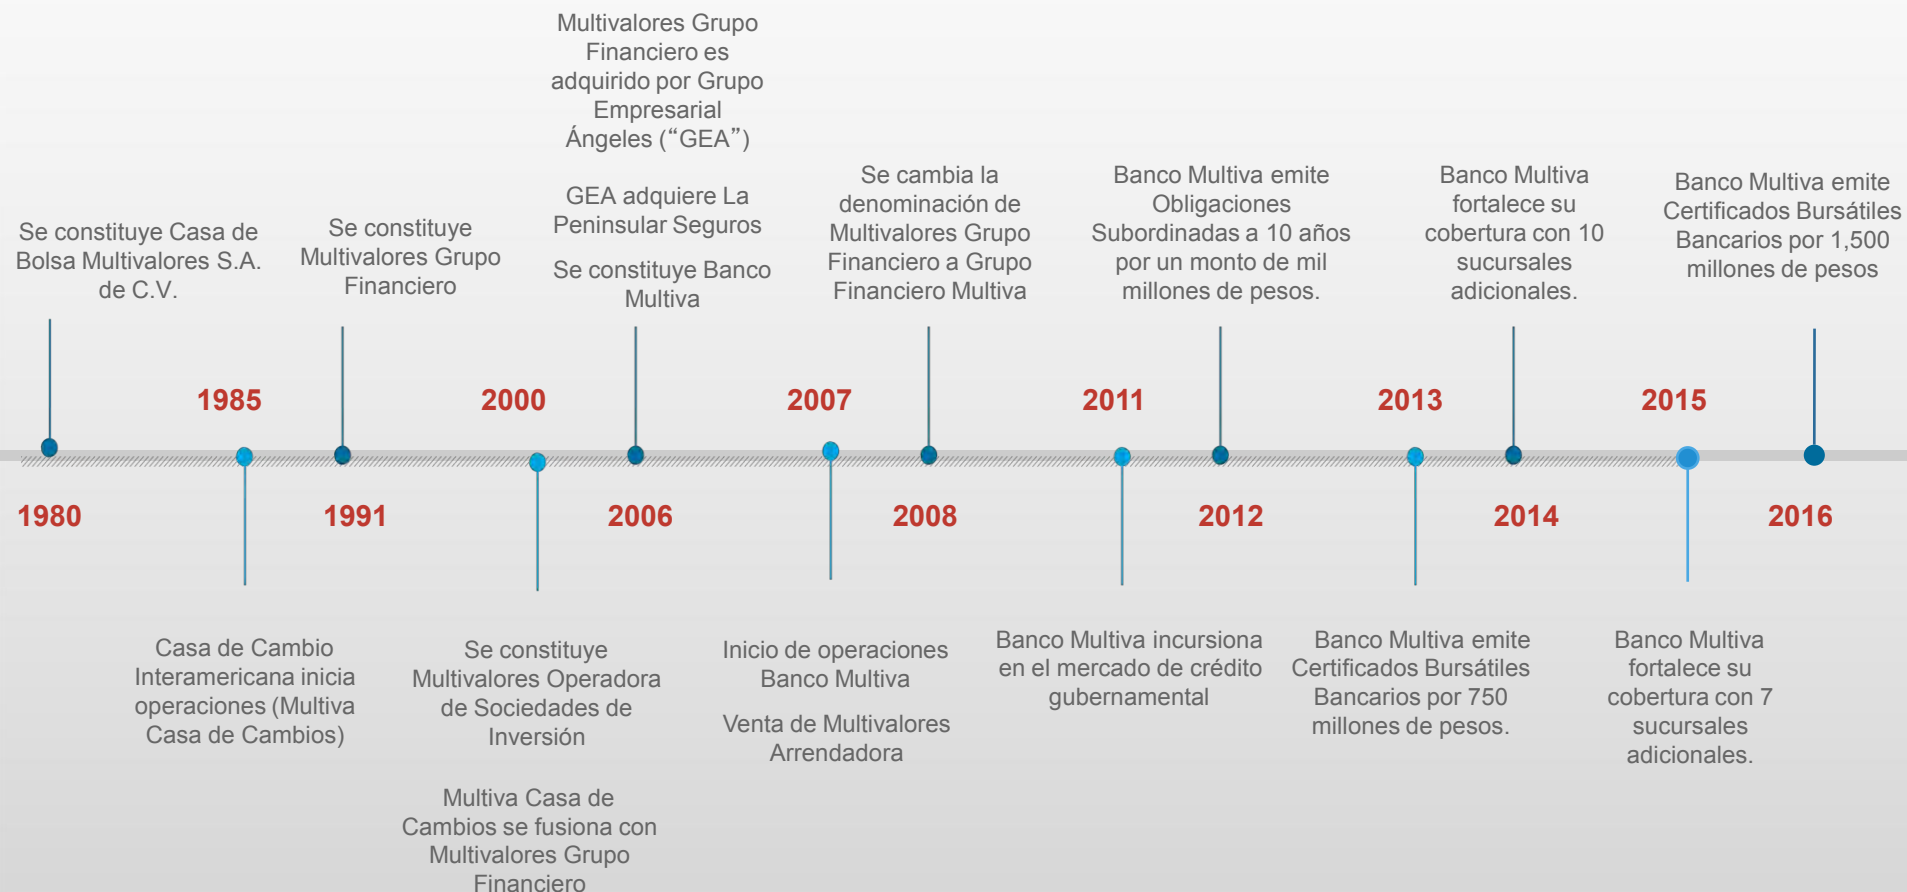 Se constituye Casa de
Bolsa Multivalores S.A.
de C.V.
1980
1985
Casa de Cambio
Interamericana inicia
operaciones (Multiva
Casa de Cambios)
Se constituye
Multivalores Grupo
Financiero
1991
2000
Se constituye
Multivalores Operadora
de Sociedades de
Inversión
Multiva Casa de
Cambios se fusiona con
Multivalores Grupo
Financiero
Multivalores Grupo
Financiero es
adquirido por Grupo
Empresarial
Ángeles (“GEA”)
GEA adquiere La
Peninsular Seguros
Se constituye Banco
Multiva
2006
2007
Inicio de operaciones
Banco Multiva
Venta de Multivalores
Arrendadora
Se cambia la
denominación de
Multivalores Grupo
Financiero a Grupo
Financiero Multiva
2008
2011
Banco Multiva incursiona
en el mercado de crédito
gubernamental
Banco Multiva emite
Obligaciones
Subordinadas a 10 años
por un monto de mil
millones de pesos.
2012
2013
Banco Multiva emite
Certificados Bursátiles
Bancarios por 750
millones de pesos.
Banco Multiva
fortalece su
cobertura con 10
sucursales
adicionales.
2014
2015
Banco Multiva
fortalece su
cobertura con 7
sucursales
adicionales.
Banco Multiva emite
Certificados Bursátiles
Bancarios por 1,500
millones de pesos
2016